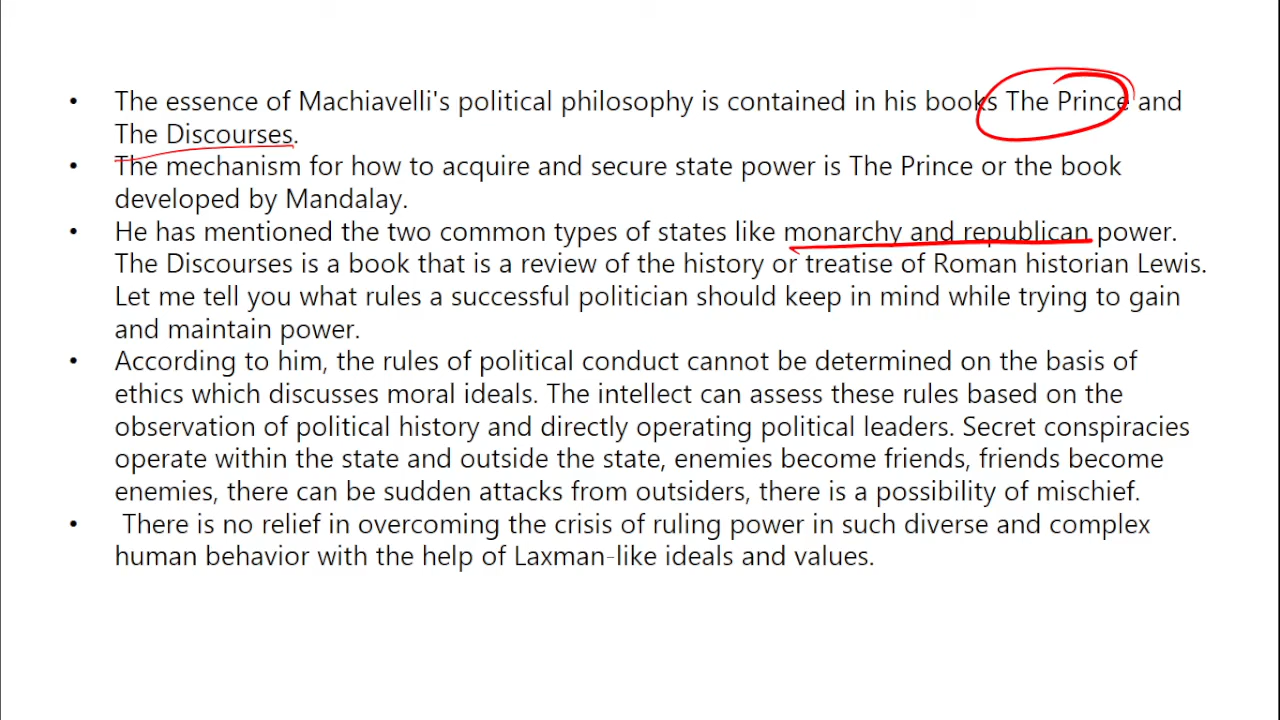 • The essence of Machiavelli's political philosophy is contained in his books The Prince and
The Discourses.
• The mechanism for how to acquire and secure state power is The Prince or the book
developed by Mandalay.
• He has mentioned the two common types of states like monarchy and republican power.
The Discourses is a book that is a review of the history or treatise of Roman historian Lewis.
Let me tell you what rules a successful politician should keep in mind while trying to gain
and maintain power.
• According to him, the rules of political conduct cannot be determined on the basis of
ethics which discusses moral ideals. The intellect can assess these rules based on the
observation of political history and directly operating political leaders. Secret conspiracies
operate within the state and outside the state, enemies become friends, friends become
enemies, there can be sudden attacks from outsiders, there is a possibility of mischief.
• There is no relief in overcoming the crisis of ruling power in such diverse and complex
human behavior with the help of Laxman-like ideals and values.